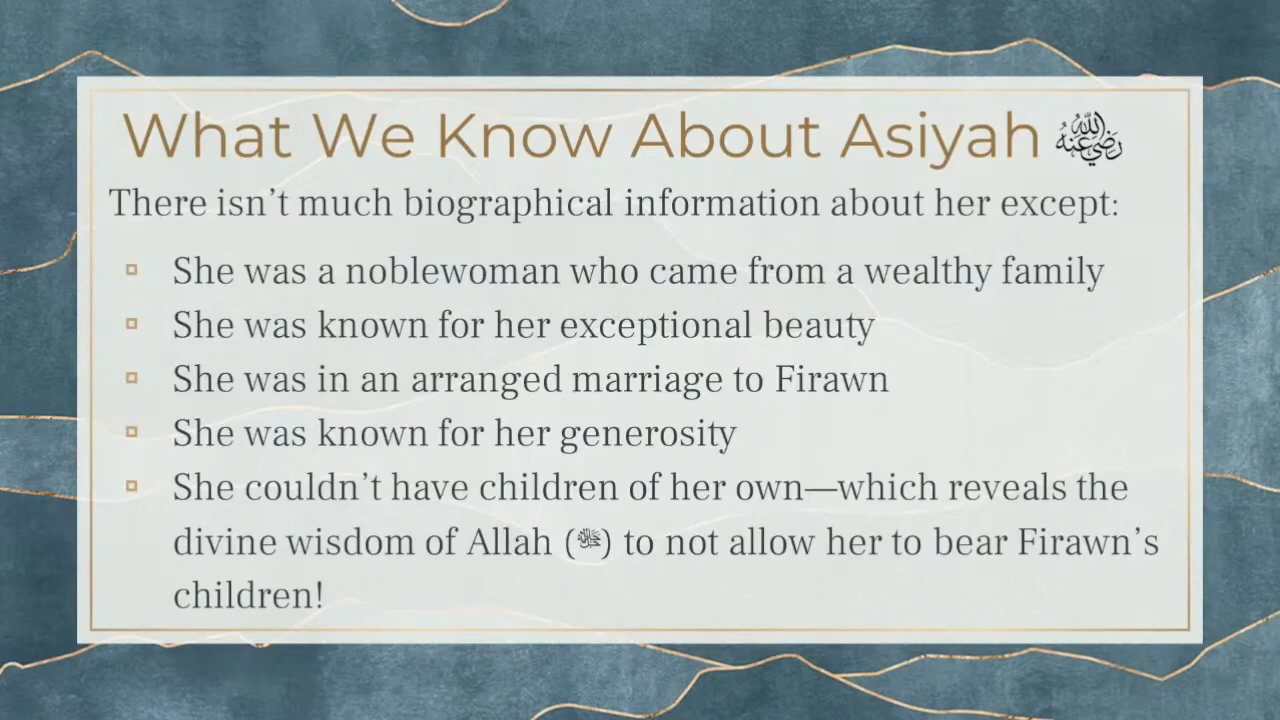 What We Know About Asiyah رضي الله عنه
There isn’t much biographical information about her except:
▫ She was a noblewoman who came from a wealthy family
▫ She was known for her exceptional beauty
▫ She was in an arranged marriage to Firawn
▫ She was known for her generosity
▫ She couldn’t have children of her own—which reveals the
divine wisdom of Allah (ﷻ) to not allow her to bear Firawn’s
children!